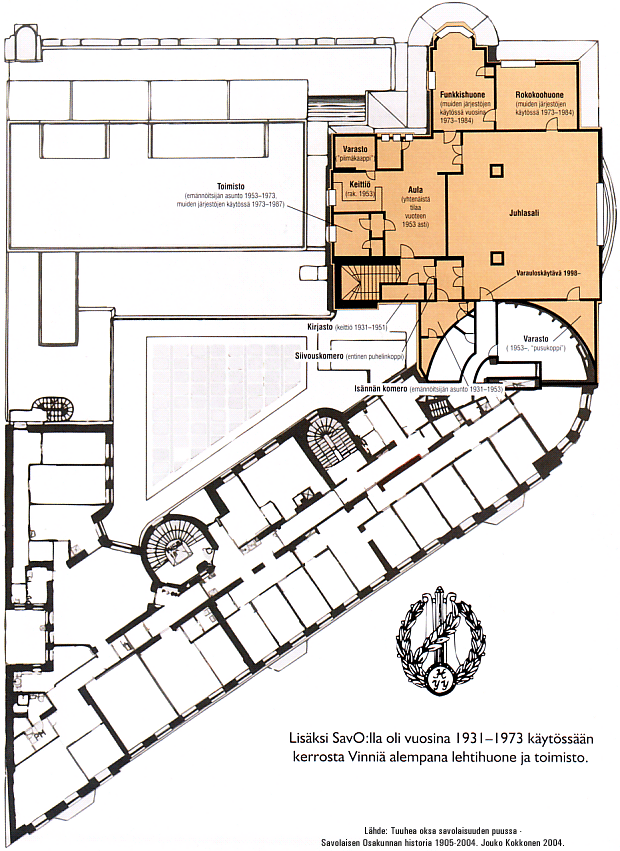 Funkkishuone
(muiden järjestöjen
käytössä vuosina
1973–1984)
Rokokoohuone
(muiden järjestöjen
käytössä 1973–1984)
Varasto
("piimäkaappi")
Keittiö
(rak. 1953)
Toimisto
(emännöitsijän asunto 1953–1973,
muiden järjestöjen käytössä 1973–1987)
Aula
(yhtenäistä
tilaa
vuoteen
1953 asti)
Juhlasali
Varauloskäytävä 1998–
Kirjasto (keittiö 1931–1951)
Siivouskomero (entinen puhelinkoppi)
Varasto
( 1953–, "pusukoppi")
Isännän komero (emännöitsijän asunto 1931–1953)
PH
H
YY
Lisäksi SavO:lla oli vuosina 1931–1973 käytössään
kerrosta Vinniä alempana lehtihuone ja toimisto.
Lähde: Tuuhea oksa savolaisuuden puussa -
Savolaisen Osakunnan historia 1905-2004. Jouko Kokkonen 2004.